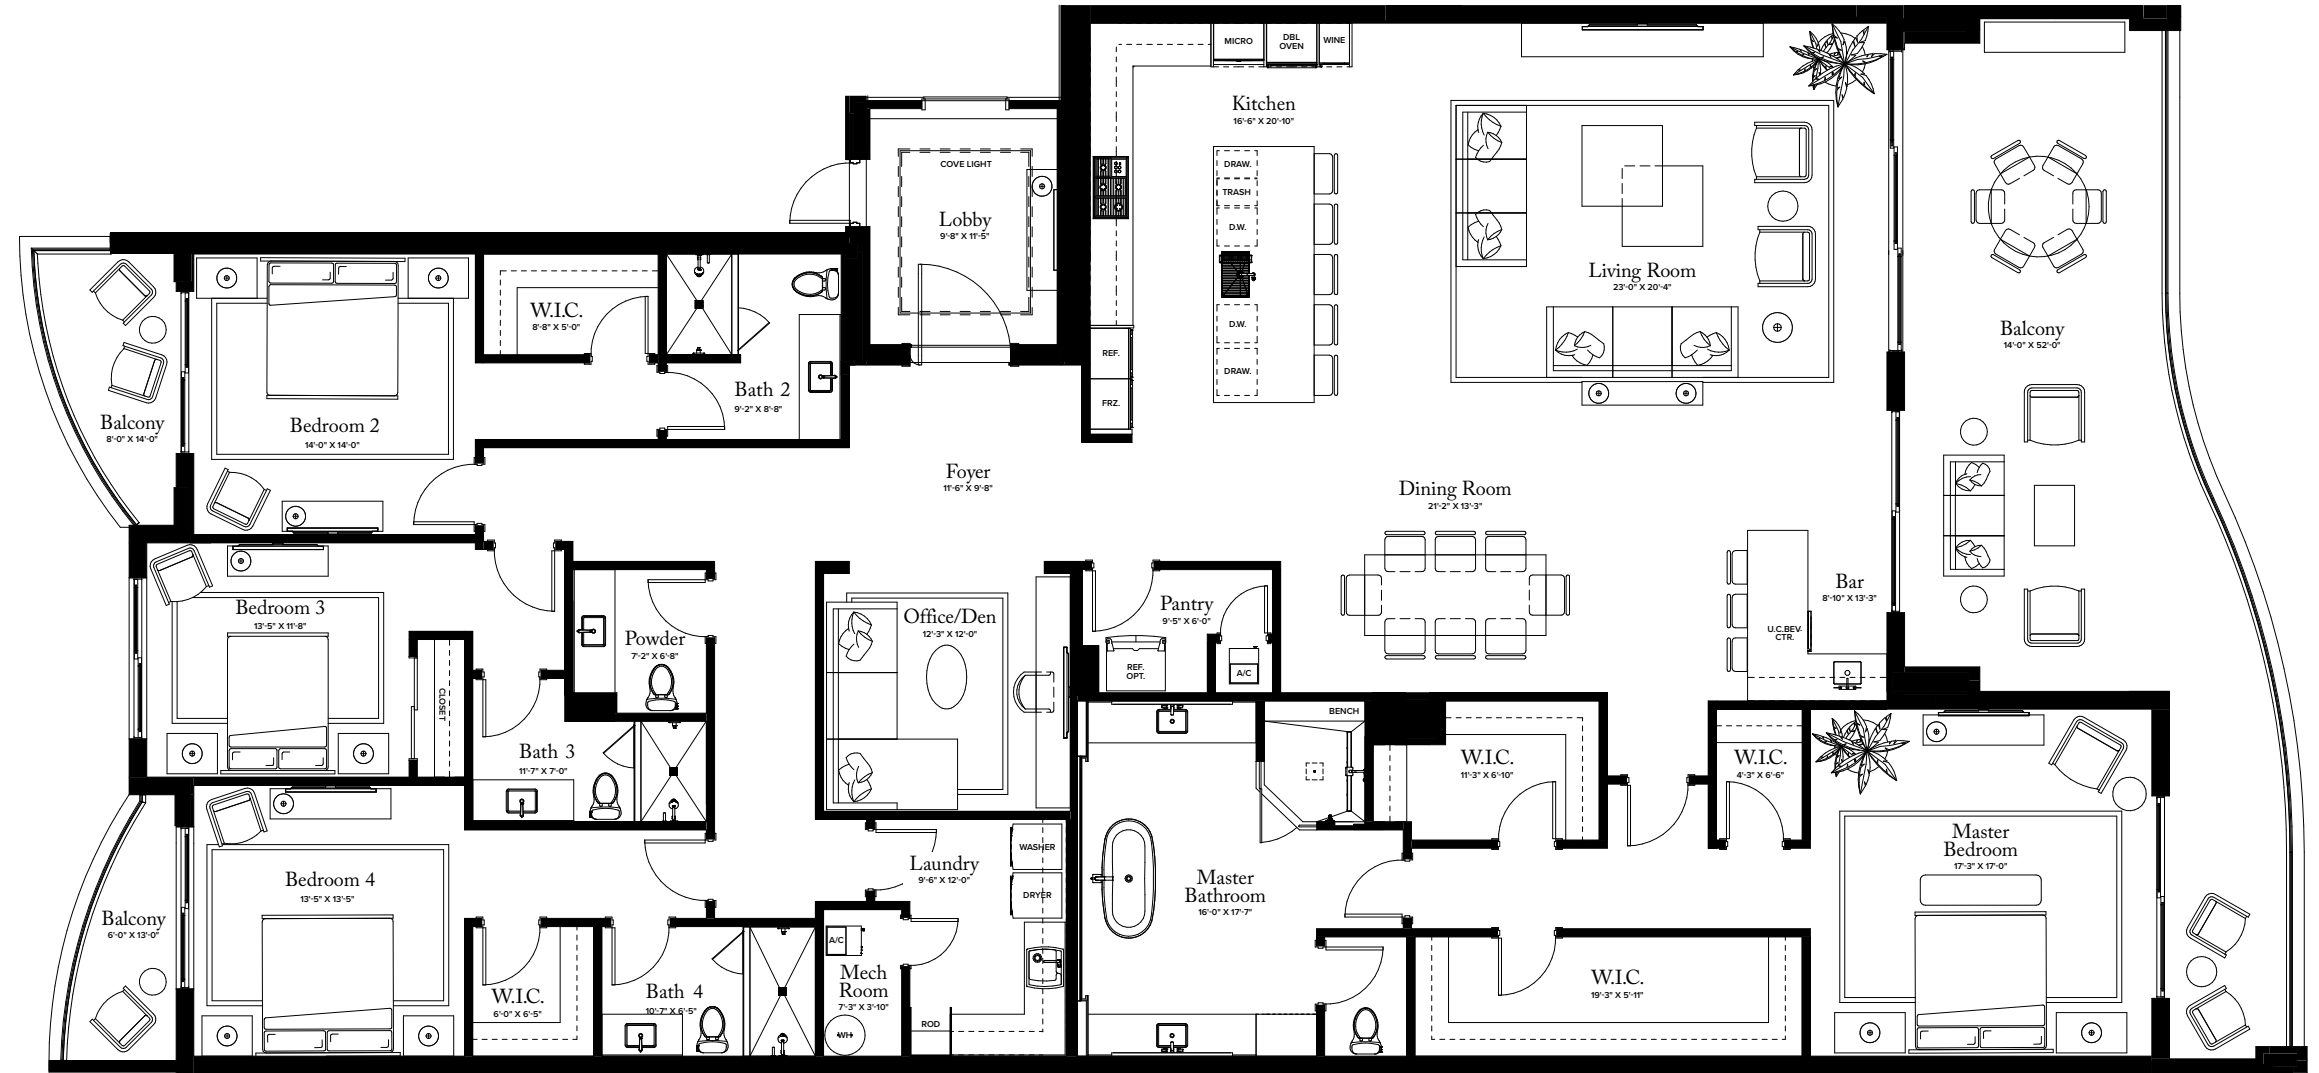 MICRO
DBL
OVEN
WINE
Kitchen
16'-6" X 20'-10"
COVE LIGHT
DRAW.
TRASH
D.W.
Lobby
9'-8" X 11'-5"
Living Room
23'-0" X 20'-4"
W.I.C.
8'-8" X 5'-0"
D.W.
Balcony
14'-0" X 52'-0"
REF.
DRAW.
FRZ.
Bath 2
9'-2" X 8'-8"
Balcony
8'-0" X 14'-0"
Bedroom 2
14'-0" X 14'-0"
Foyer
11'-6" X 9'-8"
Dining Room
21'-2" X 13'-3"
Bar
8'-10" X 13'-3"
U.C.BEV.
CTR.
Bedroom 3
13'-5" X 11'-8"
Powder
7'-2" X 6'-8"
Office/Den
12'-3" X 12'-0"
Pantry
9'-5" X 6'-0"
REF.
OPT.
A/C
CLOSET
BENCH
Bath 3
11'-7" X 7'-0"
W.I.C.
11'-3" X 6'-10"
W.I.C.
4'-3" X 6'-6"
Master
Bedroom
17'-3" X 17'-0"
WASHER
Laundry
9'-6" X 12'-0"
DRYER
Bedroom 4
13'-5" X 13'-5"
Master
Bathroom
16'-0" X 17'-7"
Balcony
6'-0" X 13'-0"
A/C
Mech
Room
7'-3" X 3'-10"
W.I.C.
6'-0" X 6'-5"
Bath 4
10'-7" X 6'-5"
W.I.C.
19'-3" X 5'-11"
ROD
WH